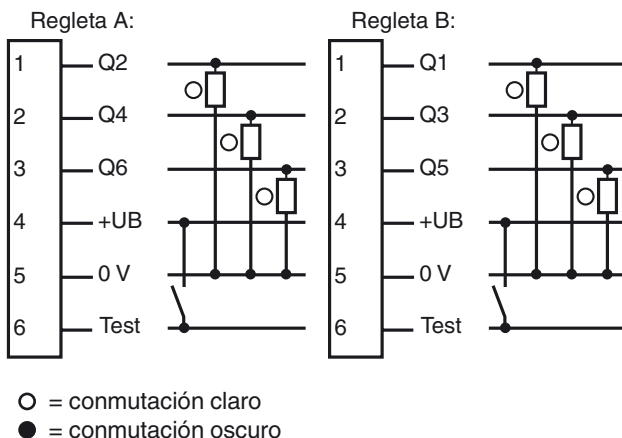 Regleta A:
1 Q2
2 Q4
3 Q6
4 +UB
5 0 V
6 Test
Regleta B:
1 Q1
2 Q3
3 Q5
4 +UB
5 0 V
6 Test
= conmutación claro
= conmutación oscuro